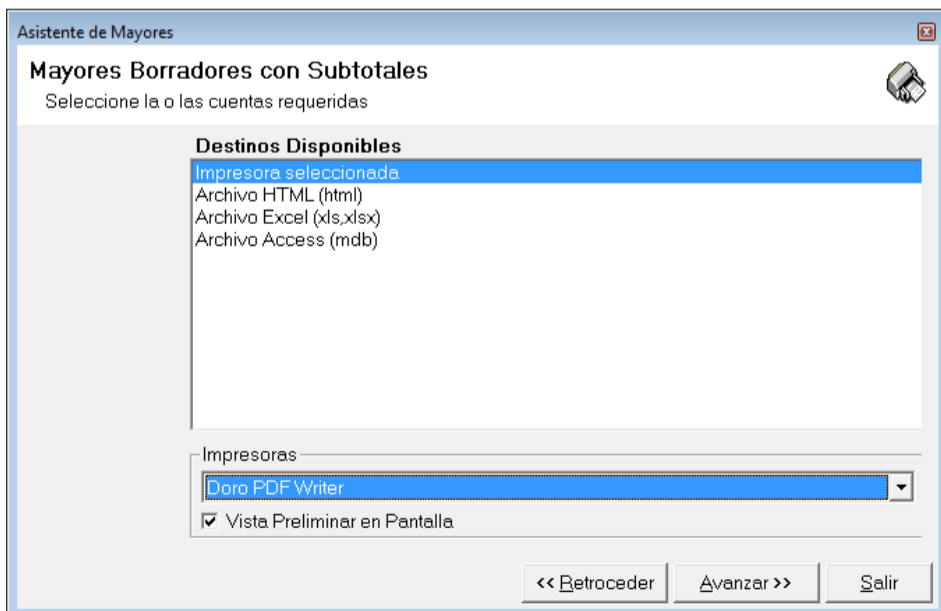 Asistente de Mayores
Mayores Borradores con Subtotales
Seleccione la o las cuentas requeridas
Destinos Disponibles
Impresora seleccionada
Archivo HTML (html)
Archivo Excel (xls,xlsx)
Archivo Access (mdb)
Impresoras
Doro PDF Writer
Vista Preliminar en Pantalla
<< Retroceder Avanzar >> Salir